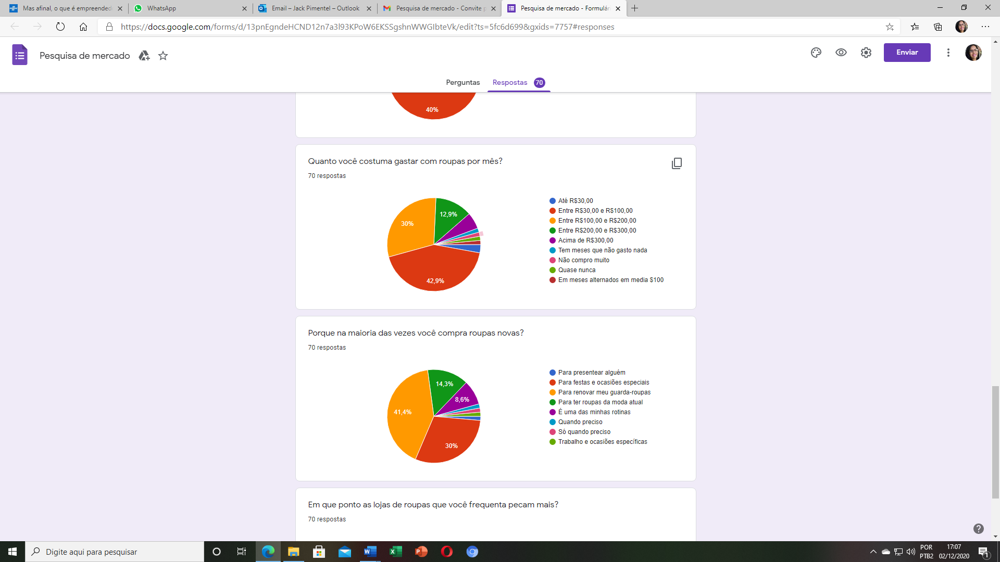 Mas afinal, o que é empreended
WhatsApp
Email – Jack Pimentel – Outlook
Pesquisa de mercado - Convite p
Pesquisa de mercado - Formulári
https://docs.google.com/forms/d/13pnEgndeHCND12n7a3l93KPoW6EKSSgshnWWGIbteVk/edit?ts=5fc6d699&gxids=7757#responses
Pesquisa de mercado
Enviar
Perguntas
Respostas 70
40%
Quanto você costuma gastar com roupas por mês?
70 respostas
12,9%
30%
42,9%
Até R$30,00
Entre R$30,00 e R$100,00
Entre R$100,00 e R$200,00
Entre R$200,00 e R$300,00
Acima de R$300,00
Tem meses que não gasto nada
Não compro muito
Quase nunca
Em meses alternados em media $100
Porque na maioria das vezes você compra roupas novas?
70 respostas
14,3%
8,6%
41,4%
30%
Para presentear alguém
Para festas e ocasiões especiais
Para renovar meu guarda-roupas
Para ter roupas da moda atual
É uma das minhas rotinas
Quando preciso
Só quando preciso
Trabalho e ocasiões específicas
Em que ponto as lojas de roupas que você frequenta pecam mais?
70 respostas
Digite aqui para pesquisar
POR
PTB2
17:07
02/12/2020
1